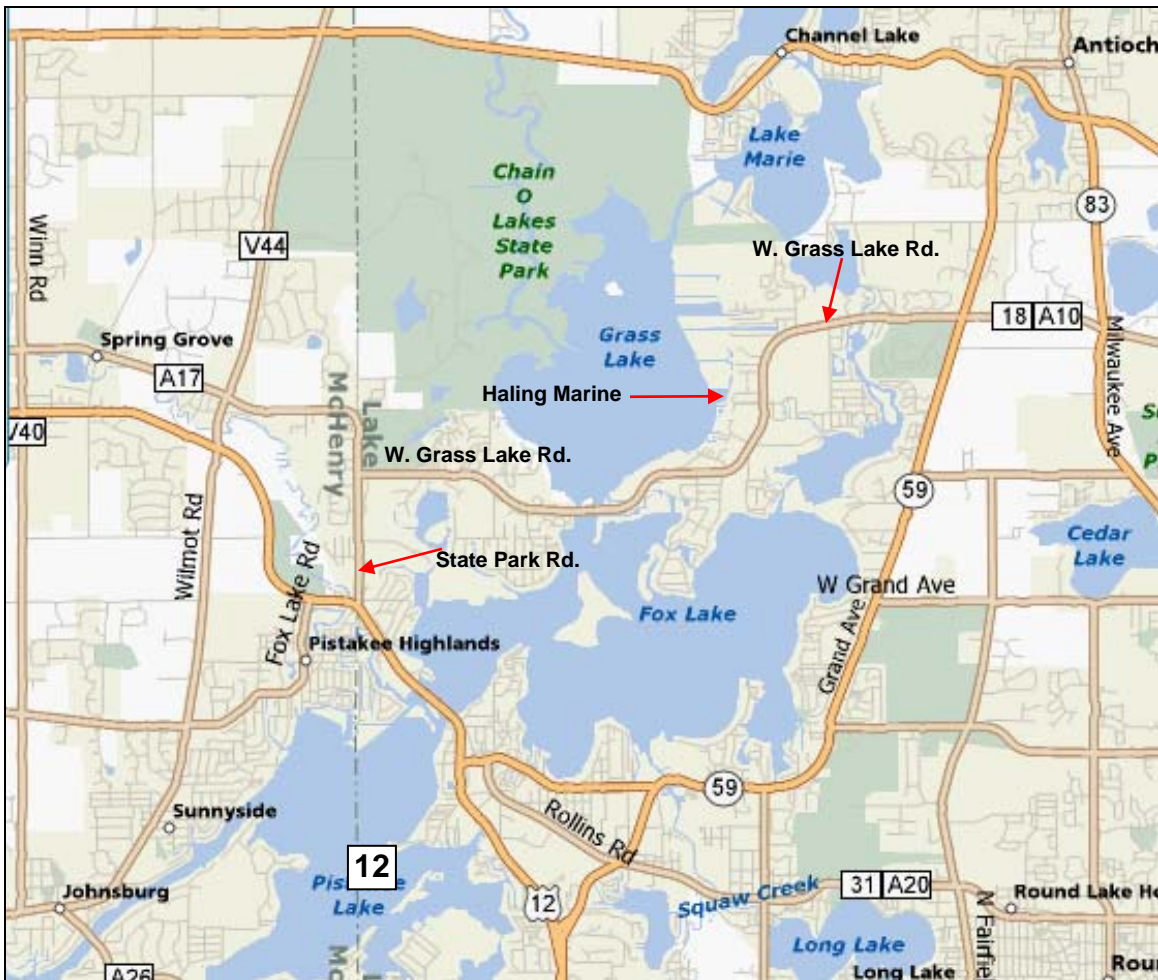 Channel Lake
Antioch
Lake
Marie
Chain
O
Lakes
State
Park
83
Winn Rd
V44
W. Grass Lake Rd.
18 A10
Grass
Lake
Milwaukee Ave
Spring Grove
A17
Haling Marine
McHenry
Lake
V40
W. Grass Lake Rd.
59
Wilmot Rd
Cedar
Lake
State Park Rd.
Fox Lake Rd
W Grand Ave
Fox Lake
Grand Ave
Pistakee Highlands
59
Sunnyside
Rollins Rd
12
Johnsburg
Lake
12
Squaw Creek
31 A20
Round Lake He
N Fairfie
Long Lake
Long Lake
Roun
A26